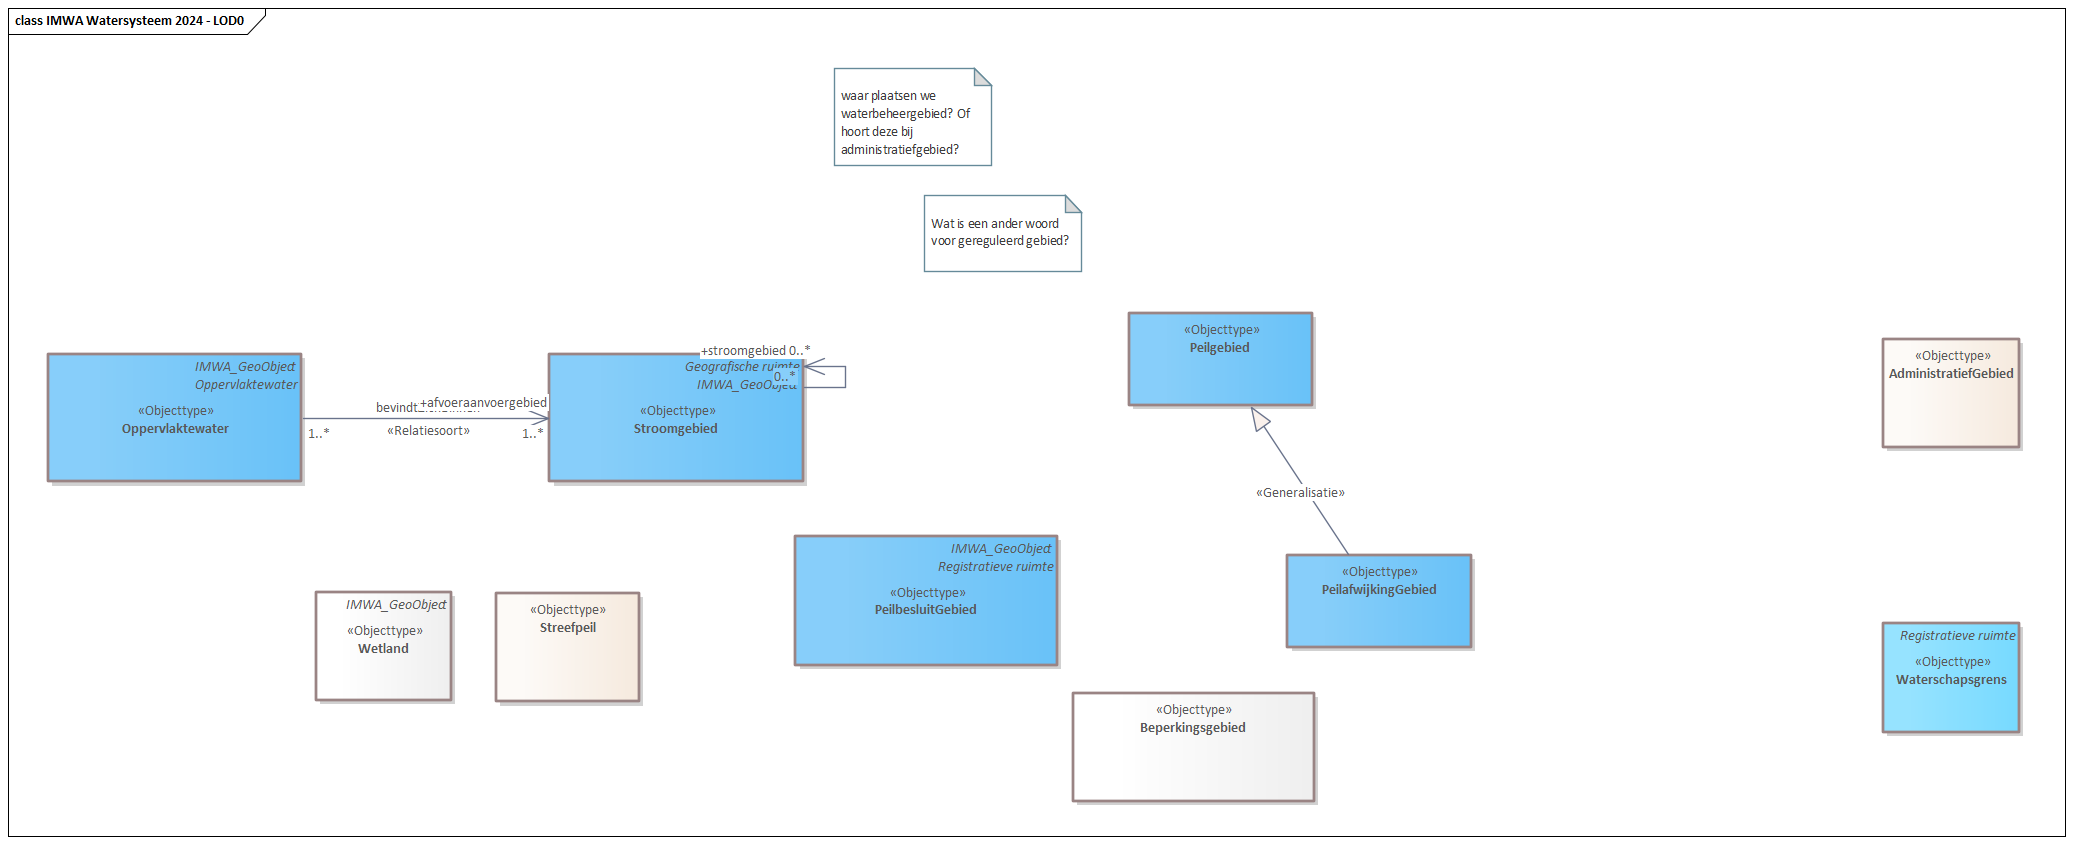 class IMWA Watersysteem 2024 - LOD0
waar plaatsen we
waterbeheergebied? Of
hoort deze bij
administratiefgebied?
Wat is een ander woord
voor gereguleerd gebied?
IMWA_GeoObject
Oppervlaktewater
«Objecttype»
Oppervlaktewater
+afvoeraanvoergebied
«Relatiesoort»
1..*
1..*
+stroomgebied 0..*
Geografische ruimte
IMWA_GeoObject
0..*
«Objecttype»
Stroomgebied
«Objecttype»
Peilgebied
«Generalisatie»
«Objecttype»
PeilafwijkingGebied
«Objecttype»
AdministratiefGebied
IMWA_GeoObject
Registratieve ruimte
«Objecttype»
PeilbesluitGebied
IMWA_GeoObject
«Objecttype»
Wetland
«Objecttype»
Streefpeil
«Objecttype»
Beperkingsgebied
Registratieve ruimte
«Objecttype»
Waterschapsgrens